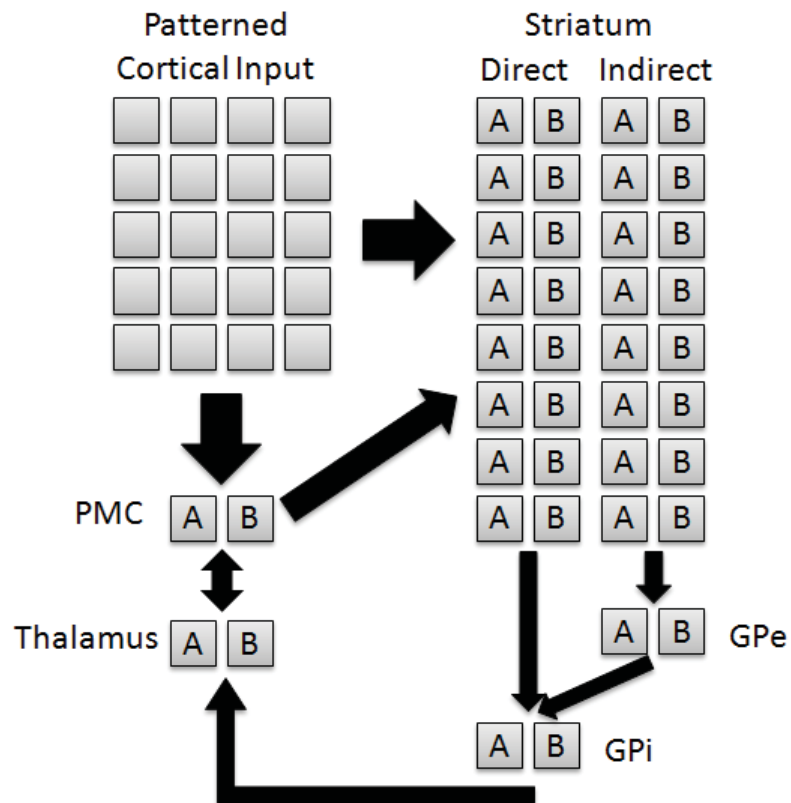 Patterned
Cortical Input
Striatum
Direct Indirect
A B A B
A B A B
A B A B
A B A B
A B A B
A B A B
A B A B
A B A B
PMC A B
Thalamus A B
A B GPe
A B GPi